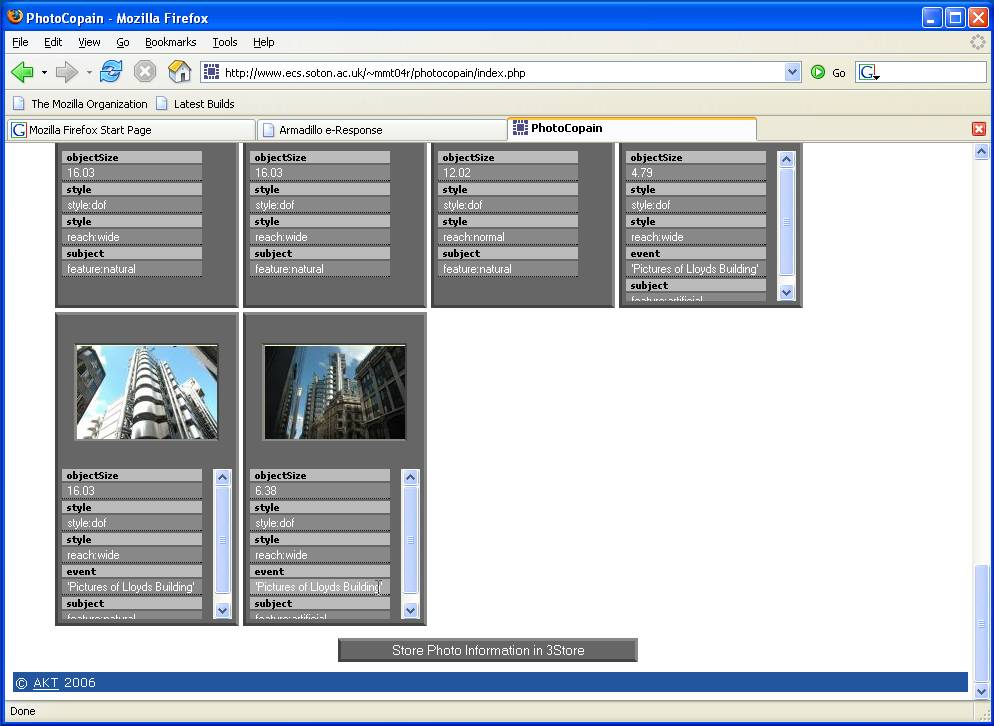 PhotoCopain - Mozilla Firefox
File Edit View Go Bookmarks Tools Help
http://www.ecs.soton.ac.uk/~mmt04r/photocopain/index.php Go G
The Mozilla Organization Latest Builds
G Mozilla Firefox Start Page Armadillo e-Response PhotoCopain
objectSize objectSize objectSize objectSize
16.03 16.03 12.02 4.79
style style style style
style:dof style:dof style:dof style:dof
style style style style
reach:wide reach:wide reach:normal reach:wide
subject subject subject event
feature:natural feature:natural feature:natural 'Pictures of Lloyds Building'
subject
feature:artificial
objectSize objectSize
16.03 6.38
style style
style:dof style:dof
style style
reach:wide reach:wide
event event
'Pictures of Lloyds Building' 'Pictures of Lloyds Building'
subject subject
feature:natural feature:artificial
Store Photo Information in 3Store
© AKT 2006
Done